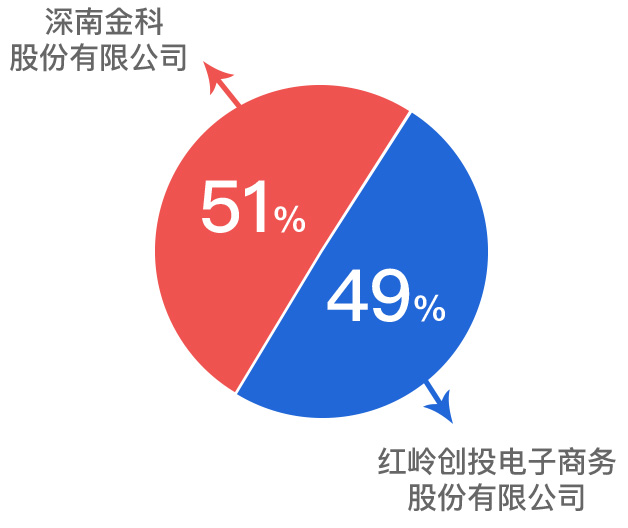 深南金科
股份有限公司
51%
49%
红岭创投电子商务
股份有限公司